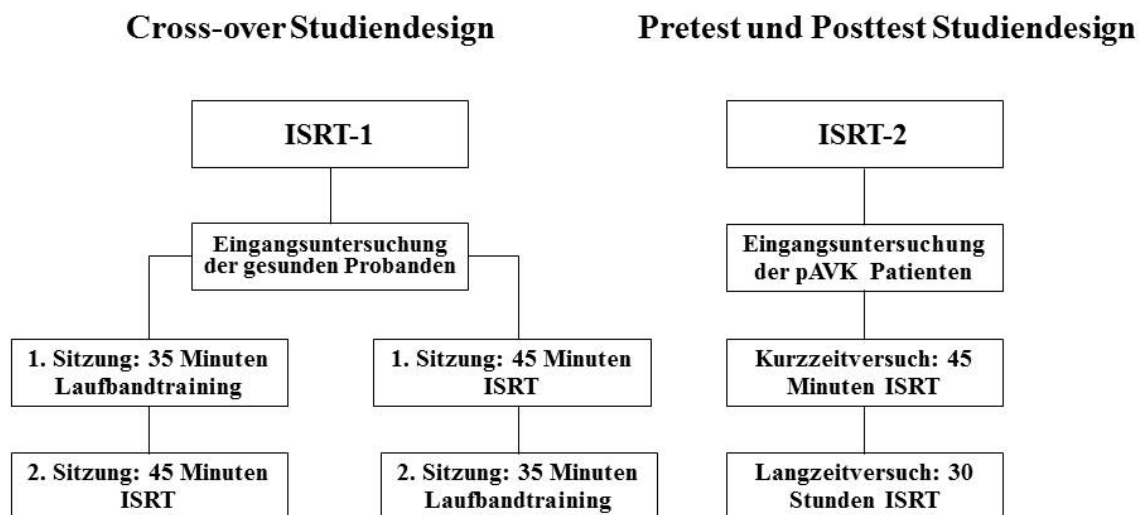 Cross-over Studiendesign
Pretest und Posttest Studiendesign
ISRT-1
ISRT-2
Eingangsuntersuchung
der gesunden Probanden
Eingangsuntersuchung
der pAVK Patienten
1. Sitzung: 35 Minuten
Laufbandtraining
1. Sitzung: 45 Minuten
ISRT
Kurzzeitversuch: 45
Minuten ISRT
2. Sitzung: 45 Minuten
ISRT
2. Sitzung: 35 Minuten
Laufbandtraining
Langzeitversuch: 30
Stunden ISRT